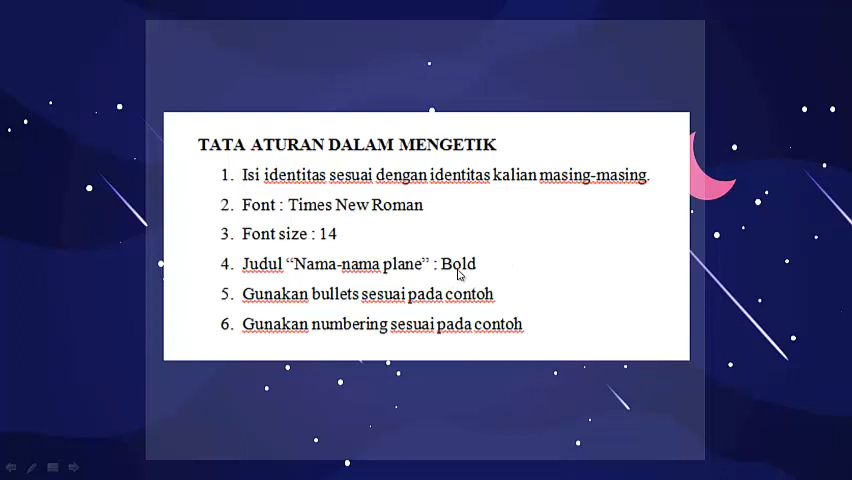 TATA ATURAN DALAM MENGETIK
1. Isi identitas sesuai dengan identitas kalian masing-masing.
2. Font : Times New Roman
3. Font size : 14
4. Judul “Nama-nama plane” : Bold
5. Gunakan bullets sesuai pada contoh
6. Gunakan numbering sesuai pada contoh